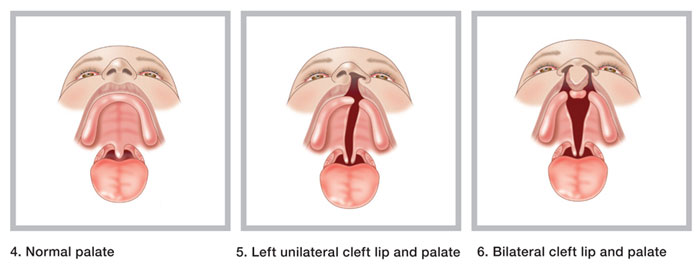 4. Normal palate
5. Left unilateral cleft lip and palate
6. Bilateral cleft lip and palate